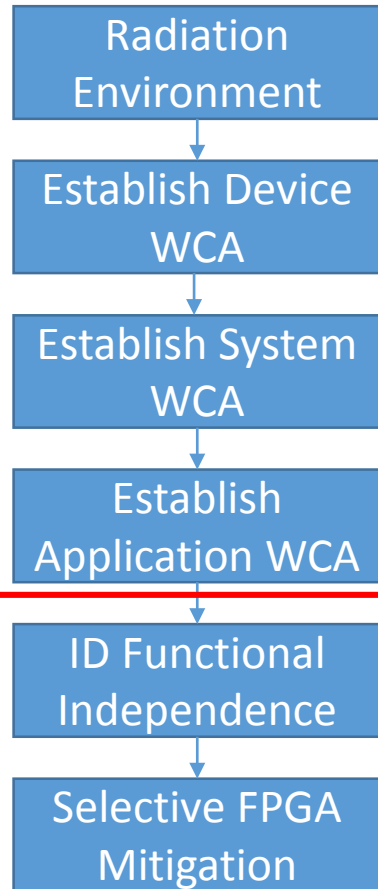 Radiation
Environment
Establish Device
WCA
Establish System
WCA
Establish
Application WCA
ID Functional
Independence
Selective FPGA
Mitigation